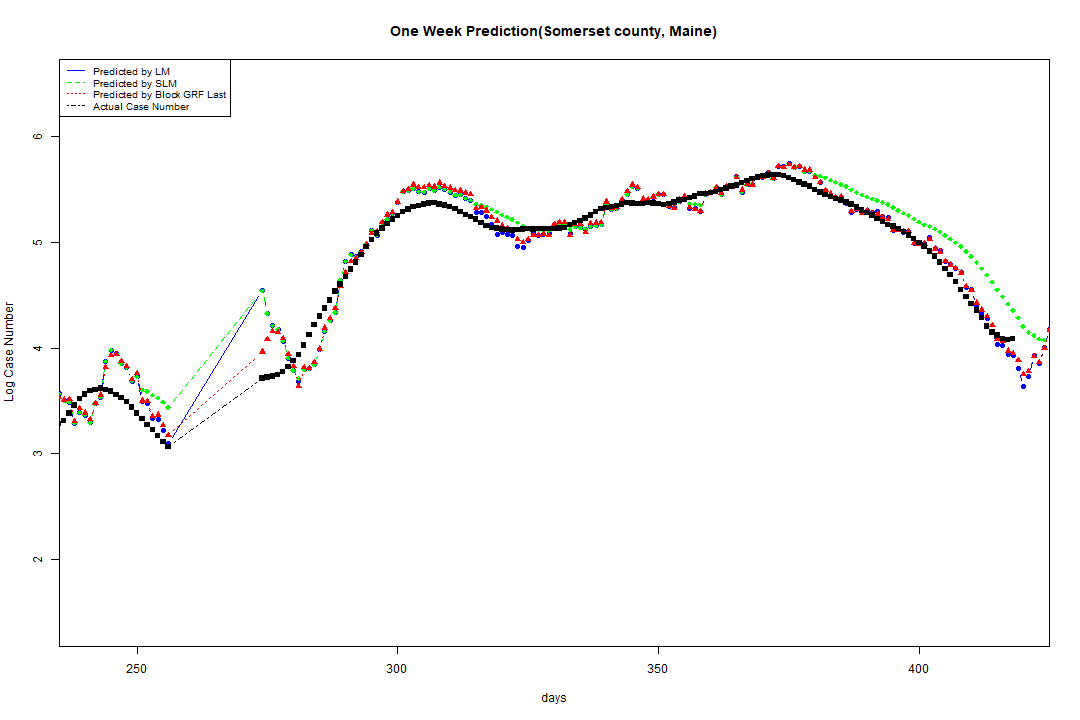 One Week Prediction(Somerset county, Maine)
Predicted by LM
Predicted by SLM
Predicted by Block GRF Last
Actual Case Number
6
5
4
3
2
Log Case Number
250 300 350 400
days